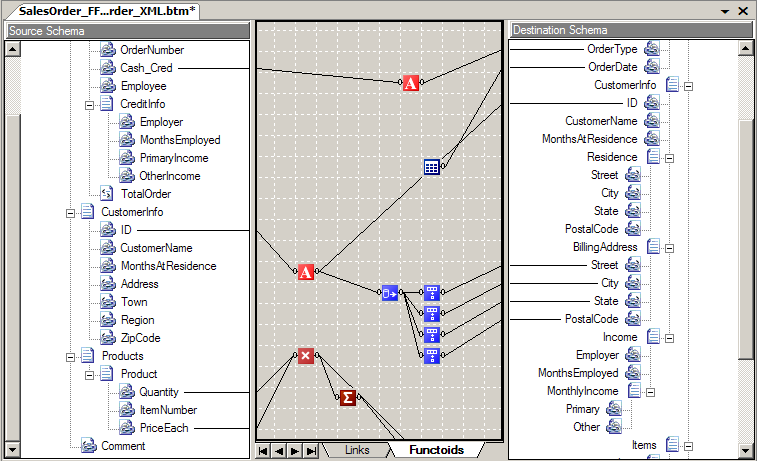 SalesOrder_FF...rder_XML.btm*
Source Schema
OrderNumber
Cash_Cred
Employee
CreditInfo
Employer
MonthsEmployed
PrimaryIncome
OtherIncome
TotalOrder
CustomerInfo
ID
CustomerName
MonthsAtResidence
Address
Town
Region
ZipCode
Products
Product
Quantity
ItemNumber
PriceEach
Comment
A
A
×
Σ
Links
Functoids
Destination Schema
OrderType
OrderDate
CustomerInfo
ID
CustomerName
MonthsAtResidence
Residence
Street
City
State
PostalCode
BillingAddress
Street
City
State
PostalCode
Income
Employer
MonthsEmployed
MonthlyIncome
Primary
Other
Items